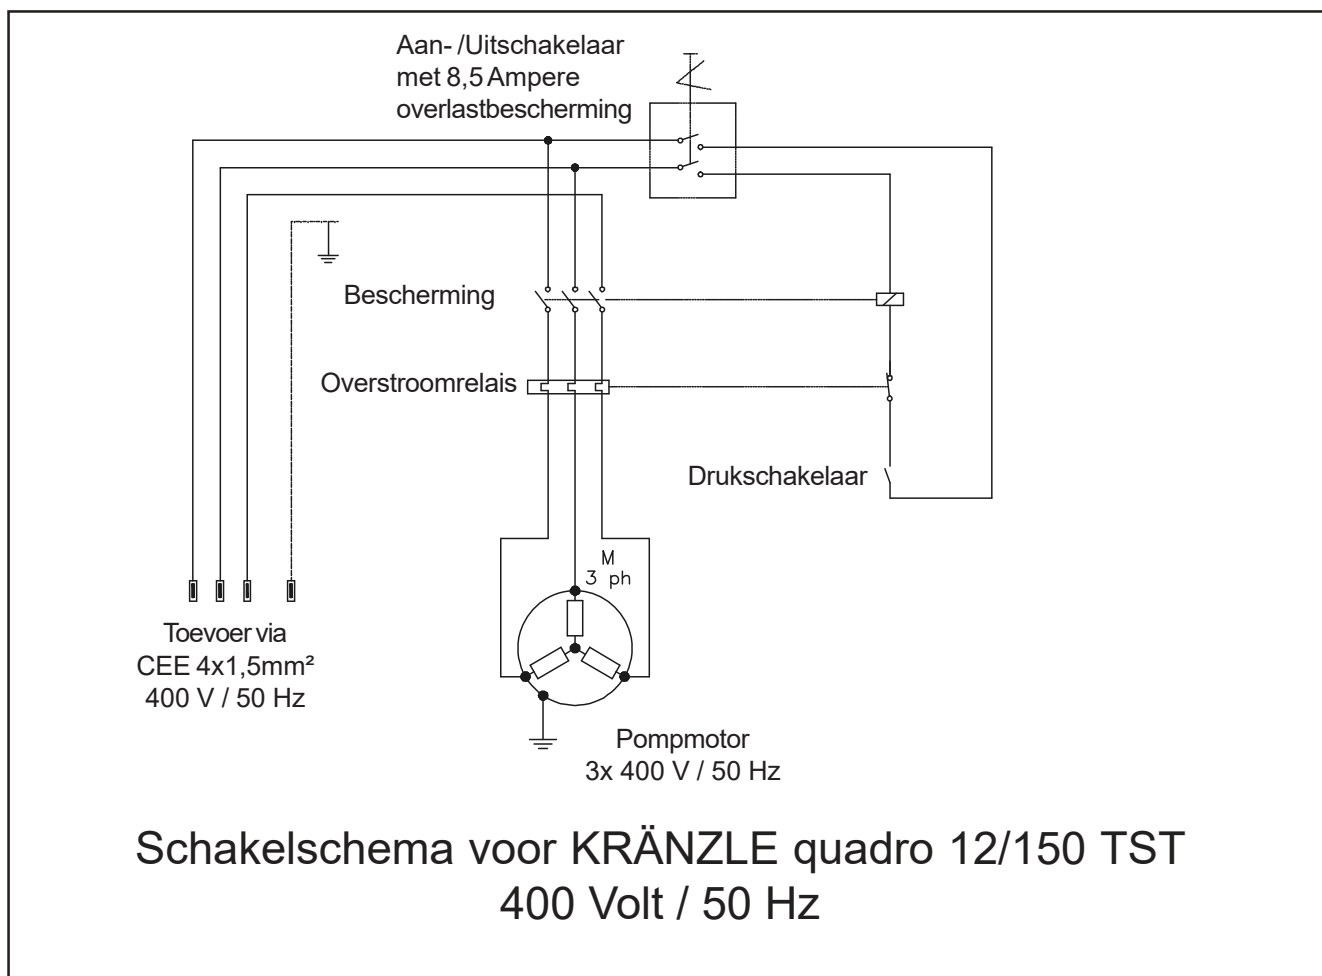 Aan- /Uitschakelaar
met 8,5 Ampere
overlastbescherming
Bescherming
Overstroomrelais
Drukschakelaar
M
3 ph
Toevoer via
CEE 4x1,5mm²
400 V / 50 Hz
Pompmotor
3x 400 V / 50 Hz
Schakelschema voor KRÄNZLE quadro 12/150 TST
400 Volt / 50 Hz